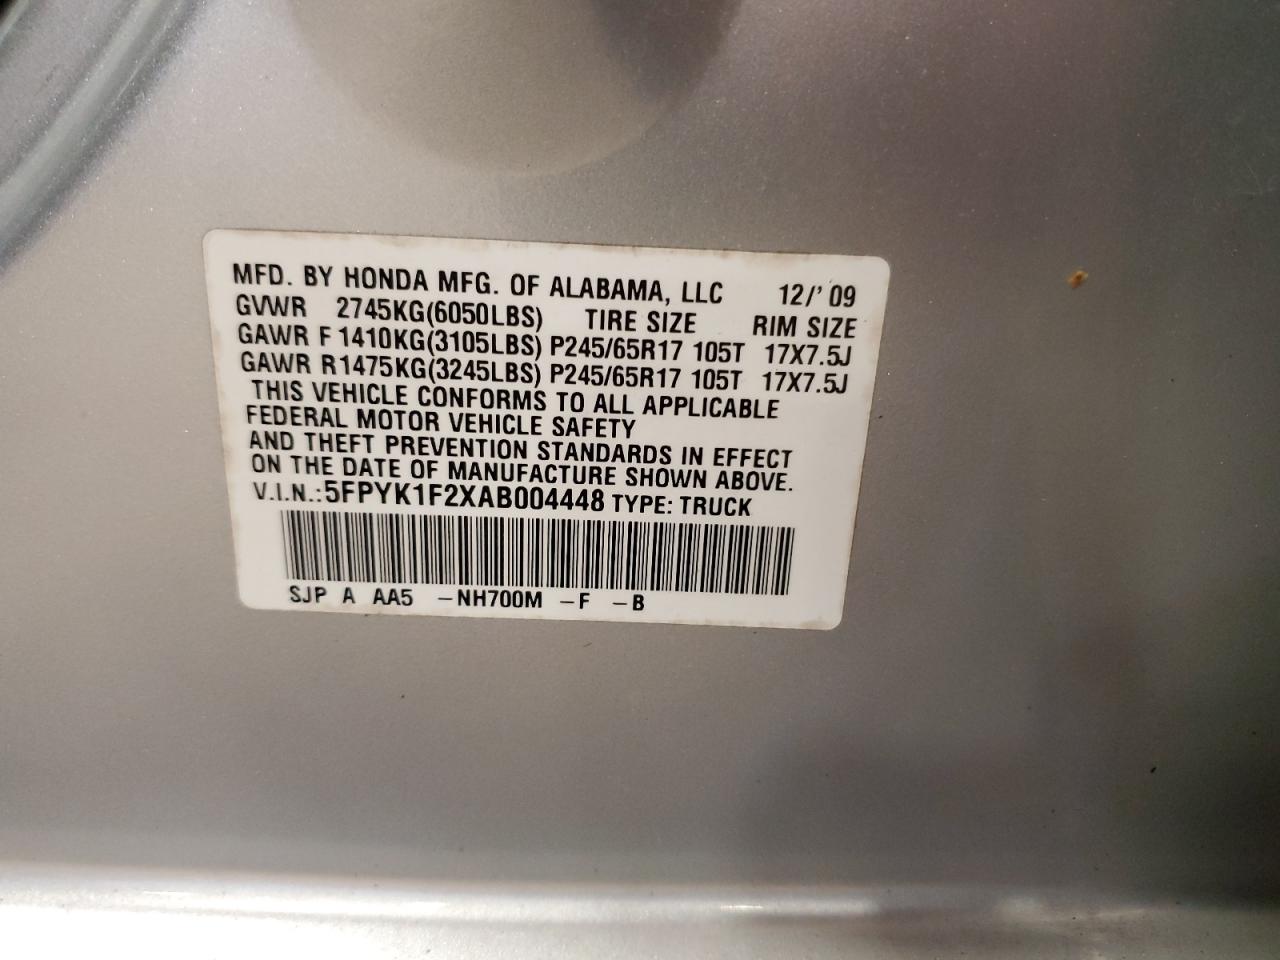 MFD. BY HONDA MFG. OF ALABAMA, LLC 12/'09
GVWR 2745KG(6050LBS) TIRE SIZE RIM SIZE
GAWR F 1410KG(3105LBS) P245/65R17 105T 17X7.5J
GAWR R1475KG(3245LBS) P245/65R17 105T 17X7.5J
THIS VEHICLE CONFORMS TO ALL APPLICABLE
FEDERAL MOTOR VEHICLE SAFETY
AND THEFT PREVENTION STANDARDS IN EFFECT
ON THE DATE OF MANUFACTURE SHOWN ABOVE.
V.I.N.:5FPYK1F2XAB004448 TYPE: TRUCK
SJP A AA5 -NH700M -F -B